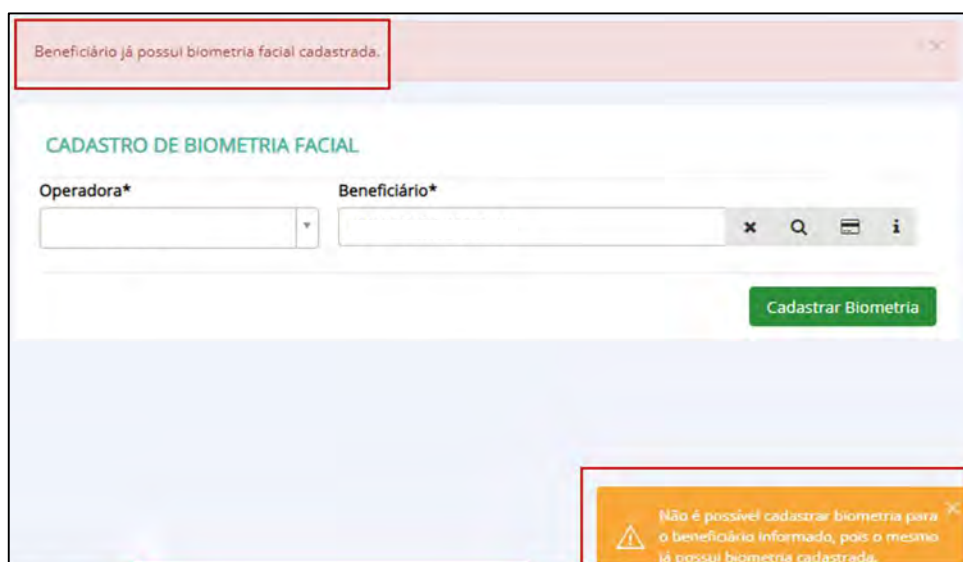 Beneficiário já possui biometria facial cadastrada.
CADASTRO DE BIOMETRIA FACIAL
Operadora* Beneficiário*
Cadastrar Biometria
Não é possível cadastrar biometria para
o beneficiário informado, pois o mesmo
já possui biometria cadastrada.